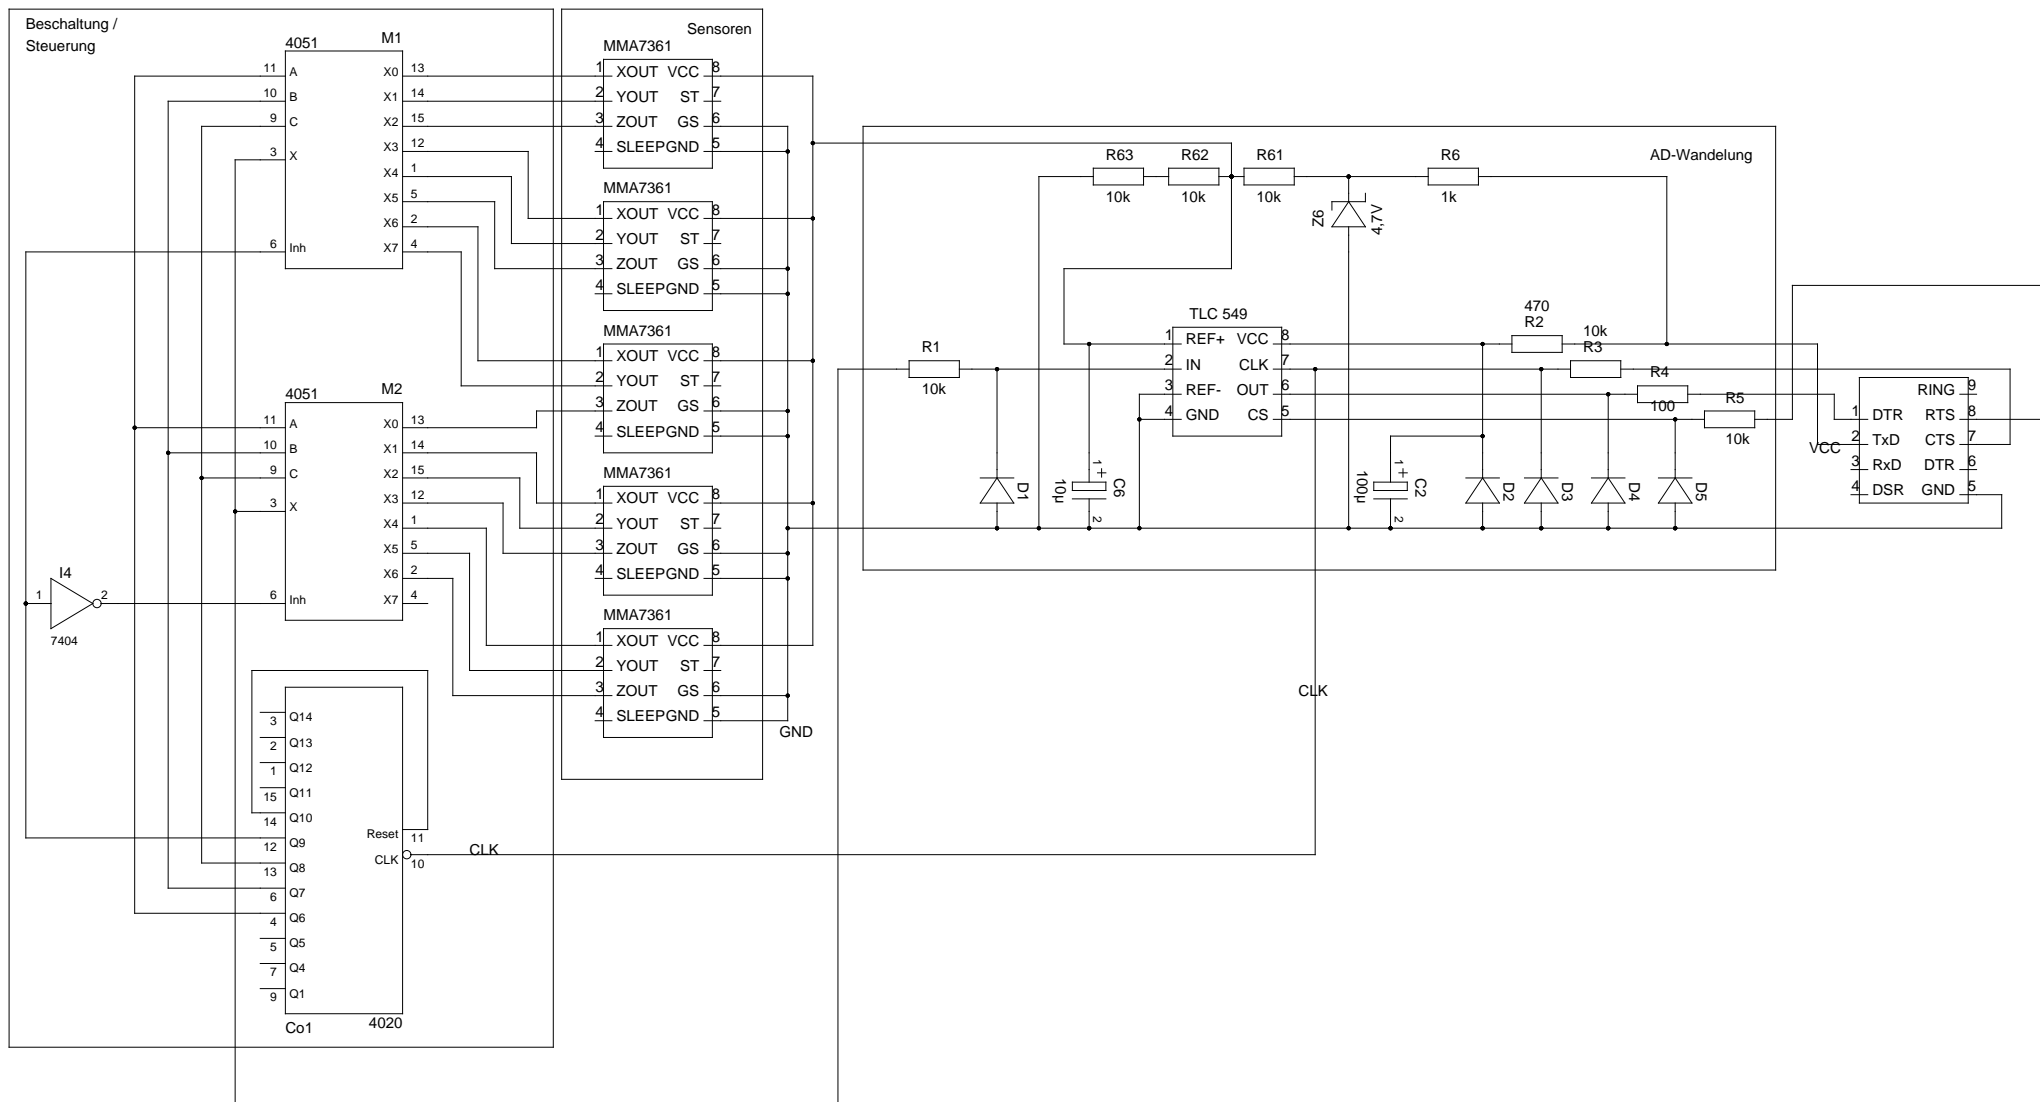 Beschaltung /
Steuerung
4051
M1
11 A
10 B
9 C
3 X
6 Inh
X0 13
X1 14
X2 15
X3 12
X4 1
X5 5
X6 2
X7 4
4051
M2
11 A
10 B
9 C
3 X
6 Inh
X0 13
X1 14
X2 15
X3 12
X4 1
X5 5
X6 2
X7 4
I4
1
2
7404
3 Q14
2 Q13
1 Q12
15 Q11
14 Q10
12 Q9
13 Q8
6 Q7
4 Q6
5 Q5
7 Q4
9 Q1
Reset 11
CLK 10
Co1
4020
CLK
Sensoren
MMA7361
1 XOUT VCC 8
2 YOUT ST 7
3 ZOUT GS 6
4 SLEEPGND 5
MMA7361
1 XOUT VCC 8
2 YOUT ST 7
3 ZOUT GS 6
4 SLEEPGND 5
MMA7361
1 XOUT VCC 8
2 YOUT ST 7
3 ZOUT GS 6
4 SLEEPGND 5
MMA7361
1 XOUT VCC 8
2 YOUT ST 7
3 ZOUT GS 6
4 SLEEPGND 5
MMA7361
1 XOUT VCC 8
2 YOUT ST 7
3 ZOUT GS 6
4 SLEEPGND 5
GND
AD-Wandelung
R63
10k
R62
10k
R61
10k
R6
1k
Z6
4,7V
TLC 549
1 REF+ VCC 8
2 IN CLK 7
3 REF- OUT 6
4 GND CS 5
R1
10k
470
R2
10k
R3
R4
100
R5
10k
D1
1 +
10µ
C6
2
1 +
100µ
C2
2
D2
D3
D4
D5
CLK
VCC
RING 9
1 DTR RTS 8
2 TxD CTS 7
3 RxD DTR 6
4 DSR GND 5